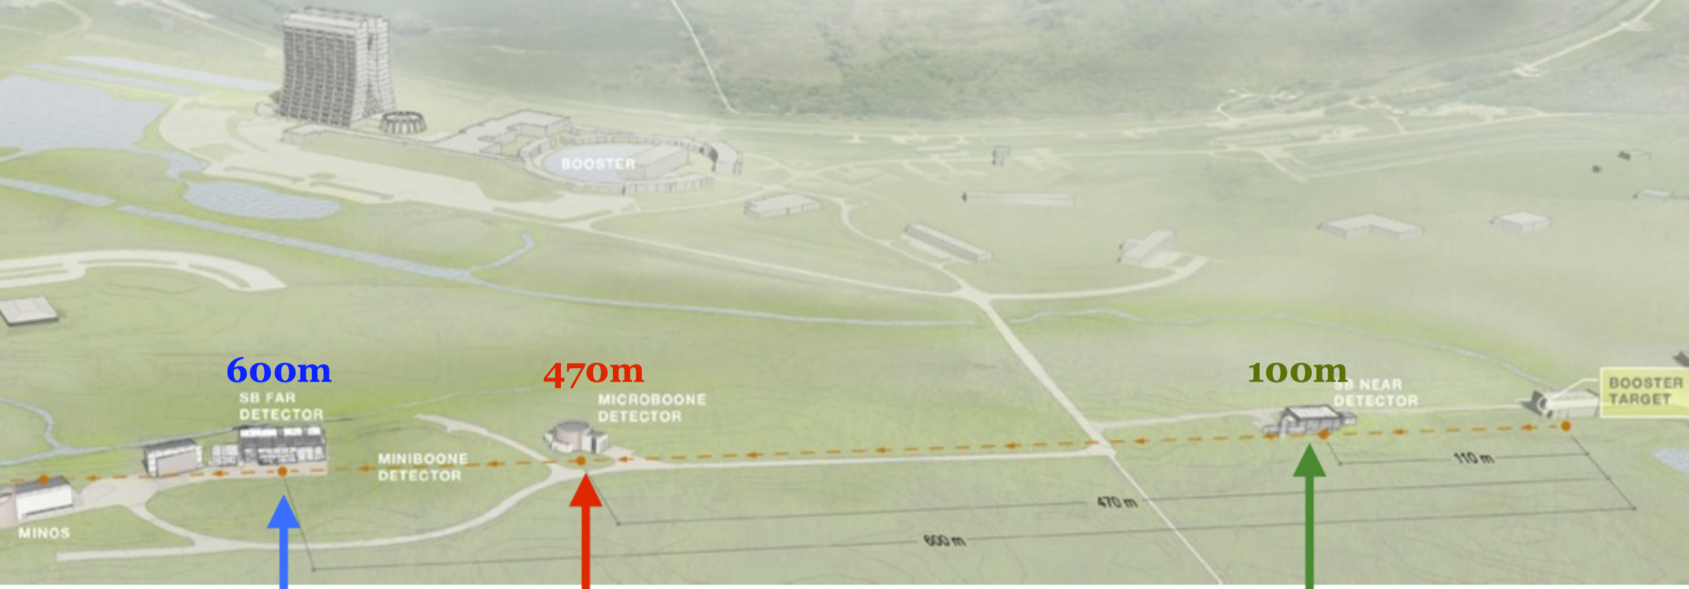 BOOSTER
600m
470m
100m
SB FAR
DETECTOR
MICROBOONE
DETECTOR
SB NEAR
DETECTOR
BOOSTER
TARGET
MINIBOONE
DETECTOR
110 m
470 m
600 m
MINOS